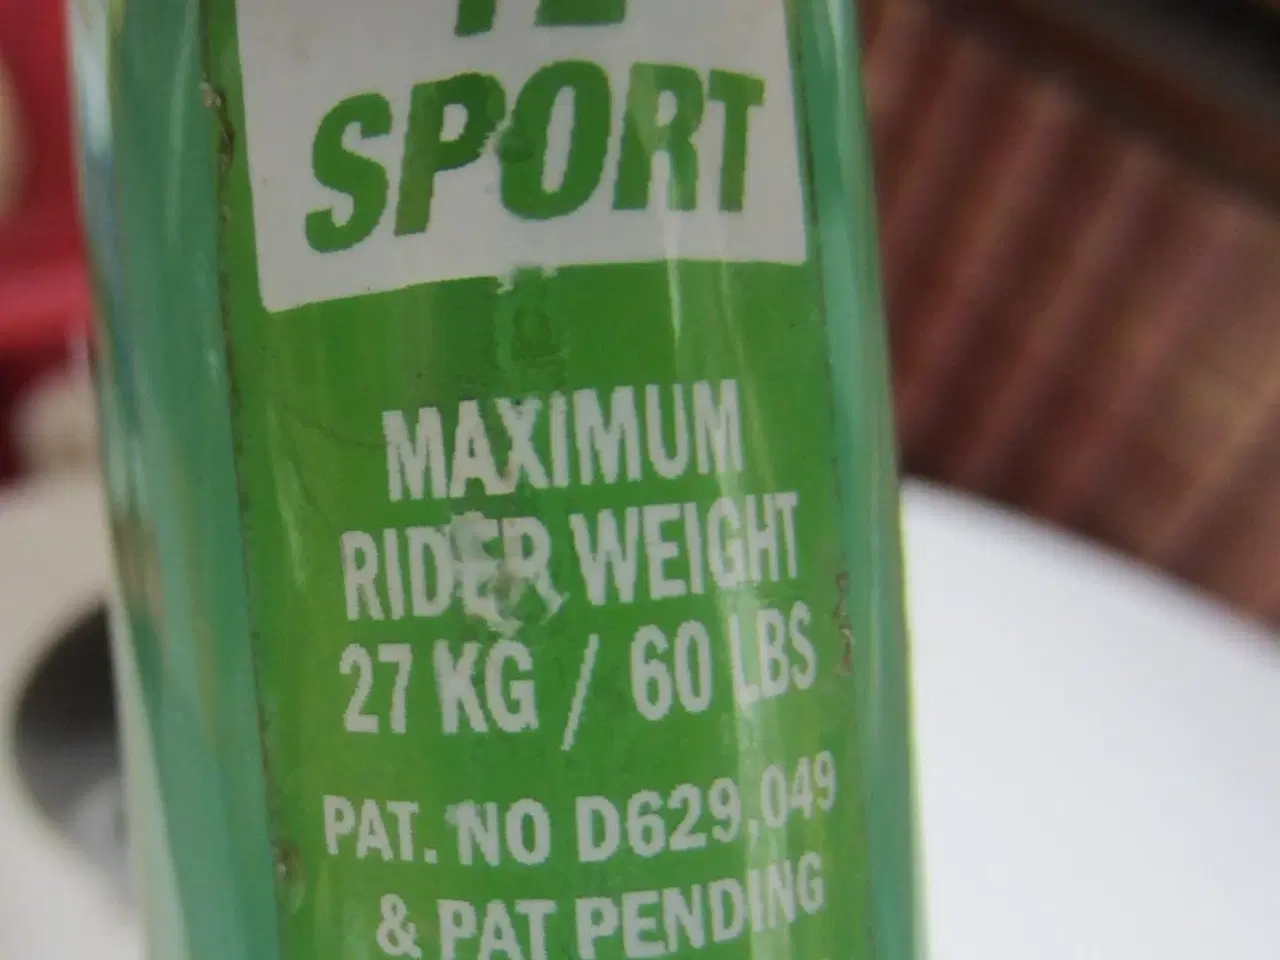 SPORT
MAXIMUM
RIDER WEIGHT
27 KG / 60 LBS
PAT. NO D629,049
& PAT PENDING